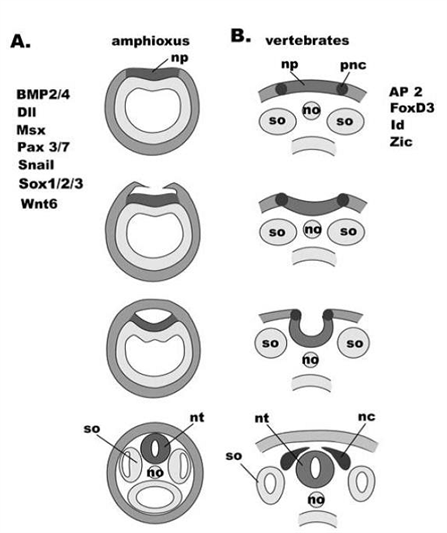 A. amphioxus
np
BMP2/4
Dll
Msx
Pax 3/7
Snail
Sox1/2/3
Wnt6
so
nt
no
B. vertebrates
np
pnc
no
so
so
AP 2
FoxD3
Id
Zic
so
no
so
so
so
no
nt
nc
so
no